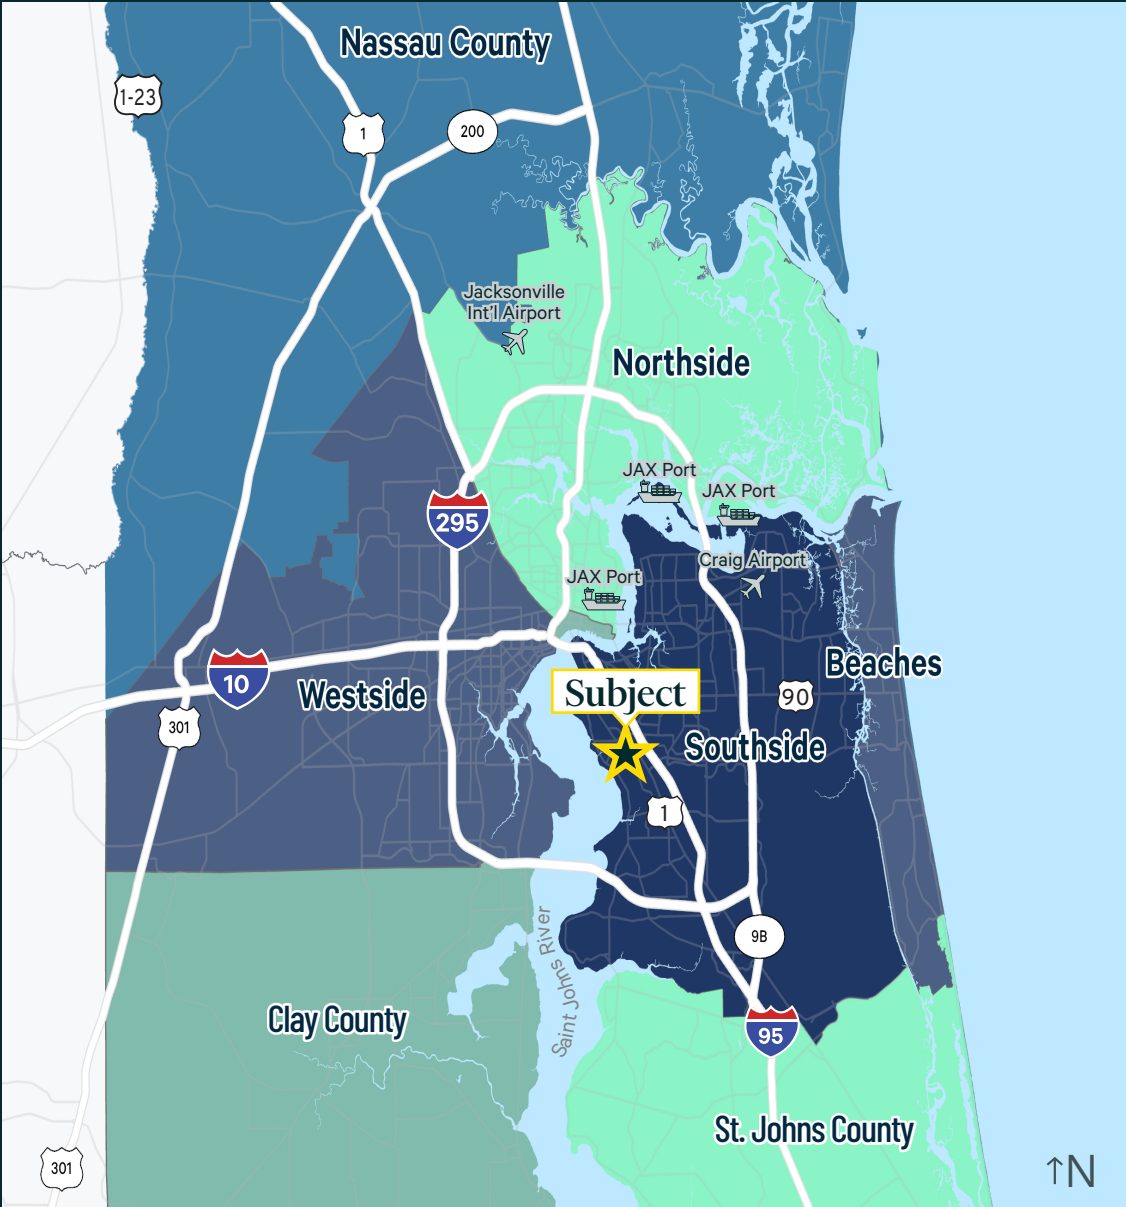 Nassau County
1-23
1
200
Jacksonville
Int'l Airport
Northside
JAX Port
JAX Port
295
Craig Airport
JAX Port
Beaches
10
Westside
Subject
90
301
Southside
1
9B
Saint Johns River
Clay County
95
St. Johns County
301
↑N